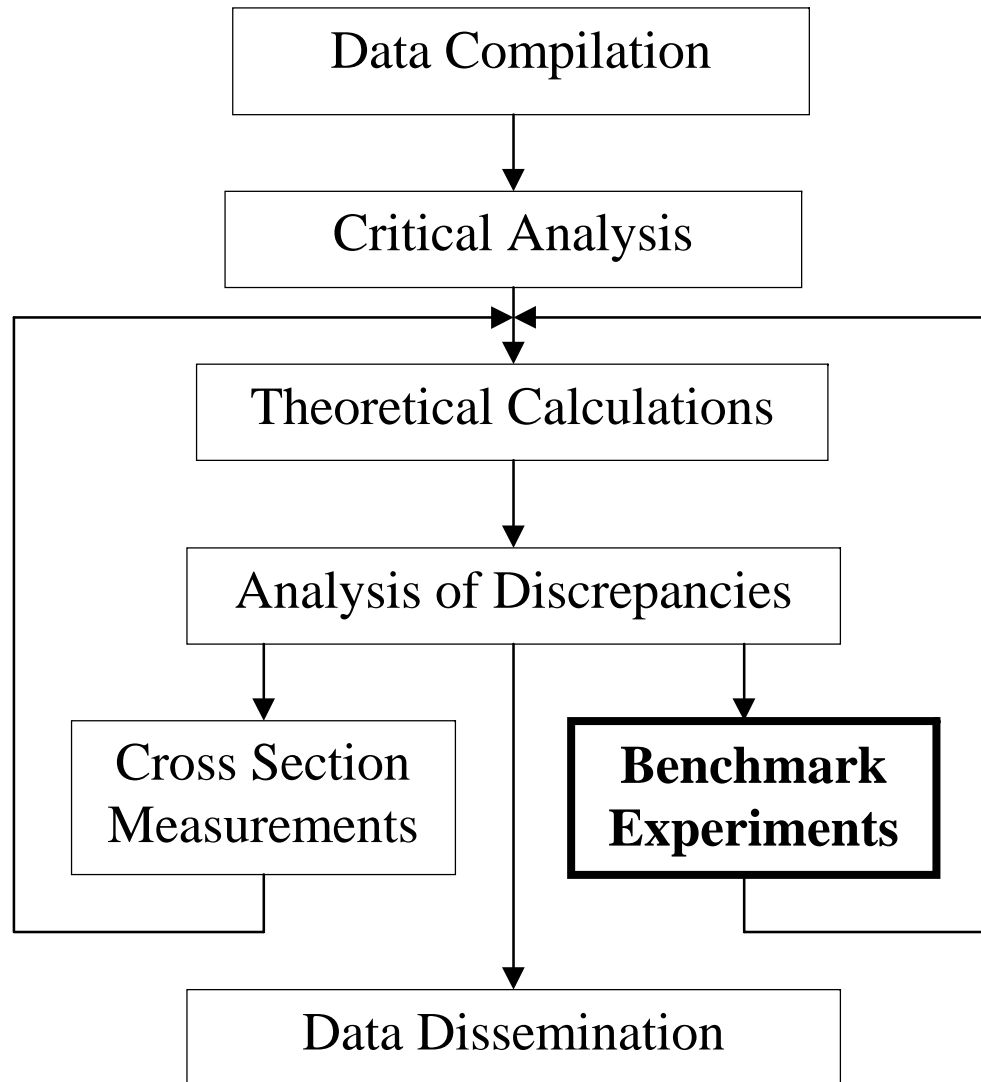 Data Compilation
Critical Analysis
Theoretical Calculations
Analysis of Discrepancies
Cross Section
Measurements
Benchmark
Experiments
Data Dissemination